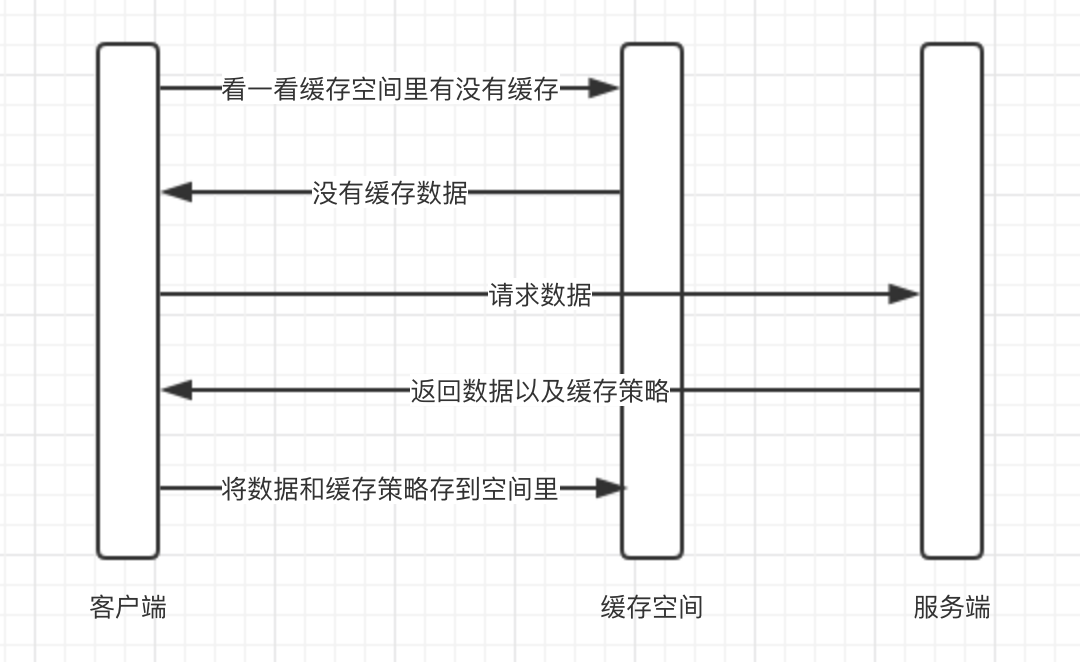 看一看缓存空间里有没有缓存
没有缓存数据
请求数据
返回数据以及缓存策略
将数据和缓存策略存到空间里
客户端
缓存空间
服务端